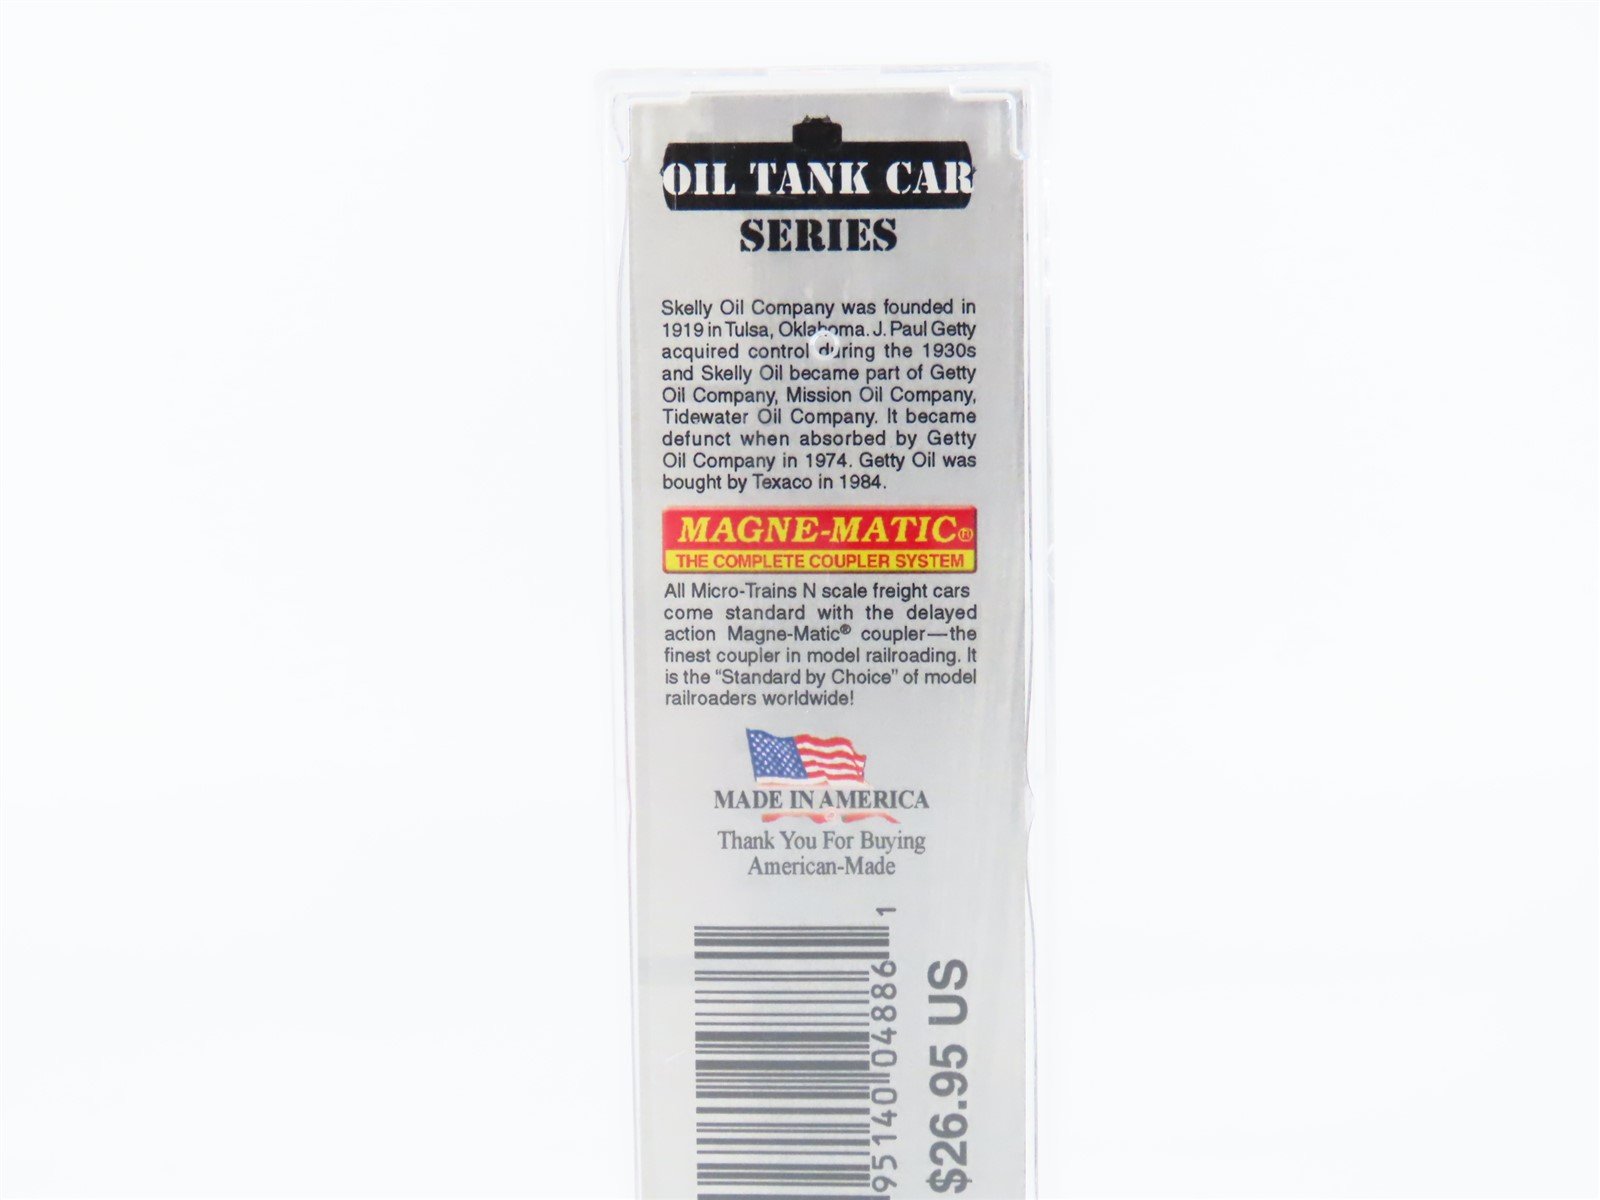 OIL TANK CAR
SERIES
Skelly Oil Company was founded in
1919 in Tulsa, Oklahoma. J. Paul Getty
acquired control during the 1930s
and Skelly Oil became part of Getty
Oil Company, Mission Oil Company,
Tidewater Oil Company. It became
defunct when absorbed by Getty
Oil Company in 1974. Getty Oil was
bought by Texaco in 1984.
MAGNE-MATIC®
THE COMPLETE COUPLER SYSTEM
All Micro-Trains N scale freight cars
come standard with the delayed
action Magne-Matic® coupler—the
finest coupler in model railroading. It
is the “Standard by Choice” of model
railroaders worldwide!
MADE IN AMERICA
Thank You For Buying
American-Made
95140 04886 1
$26.95 US